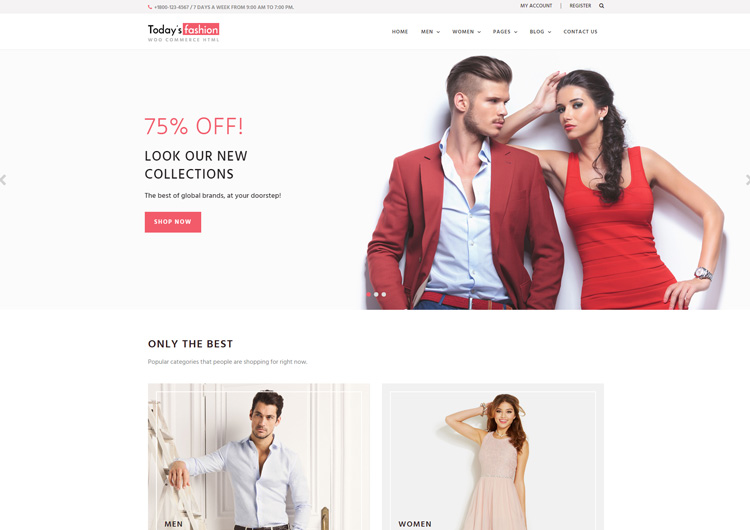 +1800-123-4567 / 7 DAYS A WEEK FROM 9:00 AM TO 7:00 PM.
MY ACCOUNT | REGISTER
Today's fashion
WOO COMMERCE HTML
HOME MEN WOMEN PAGES BLOG CONTACT US
75% OFF!
LOOK OUR NEW
COLLECTIONS
The best of global brands, at your doorstep!
SHOP NOW
ONLY THE BEST
Popular categories that people are shopping for right now.
MEN
WOMEN